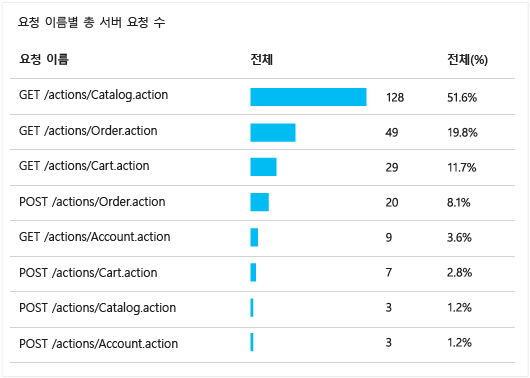 요청 이름별 총 서버 요청 수
요청 이름 전체 전체(%)
GET /actions/Catalog.action 128 51.6%
GET /actions/Order.action 49 19.8%
GET /actions/Cart.action 29 11.7%
POST /actions/Order.action 20 8.1%
GET /actions/Account.action 9 3.6%
POST /actions/Cart.action 7 2.8%
POST /actions/Catalog.action 3 1.2%
POST /actions/Account.action 3 1.2%